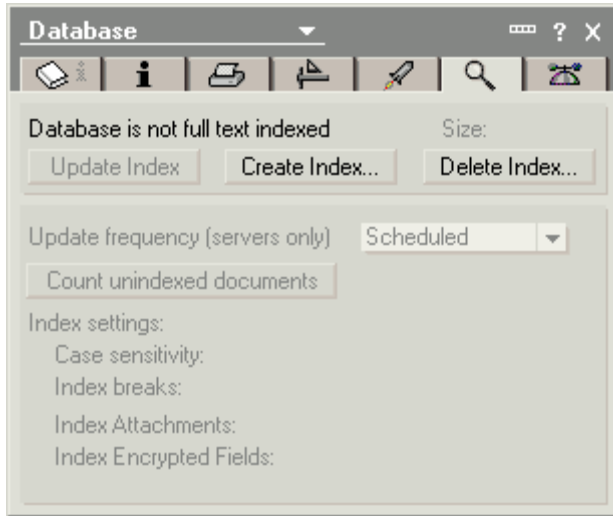 Database
?
i
Database is not full text indexed Size:
Update Index Create Index... Delete Index...
Update frequency (servers only) Scheduled
Count unindexed documents
Index settings:
Case sensitivity:
Index breaks:
Index Attachments:
Index Encrypted Fields: